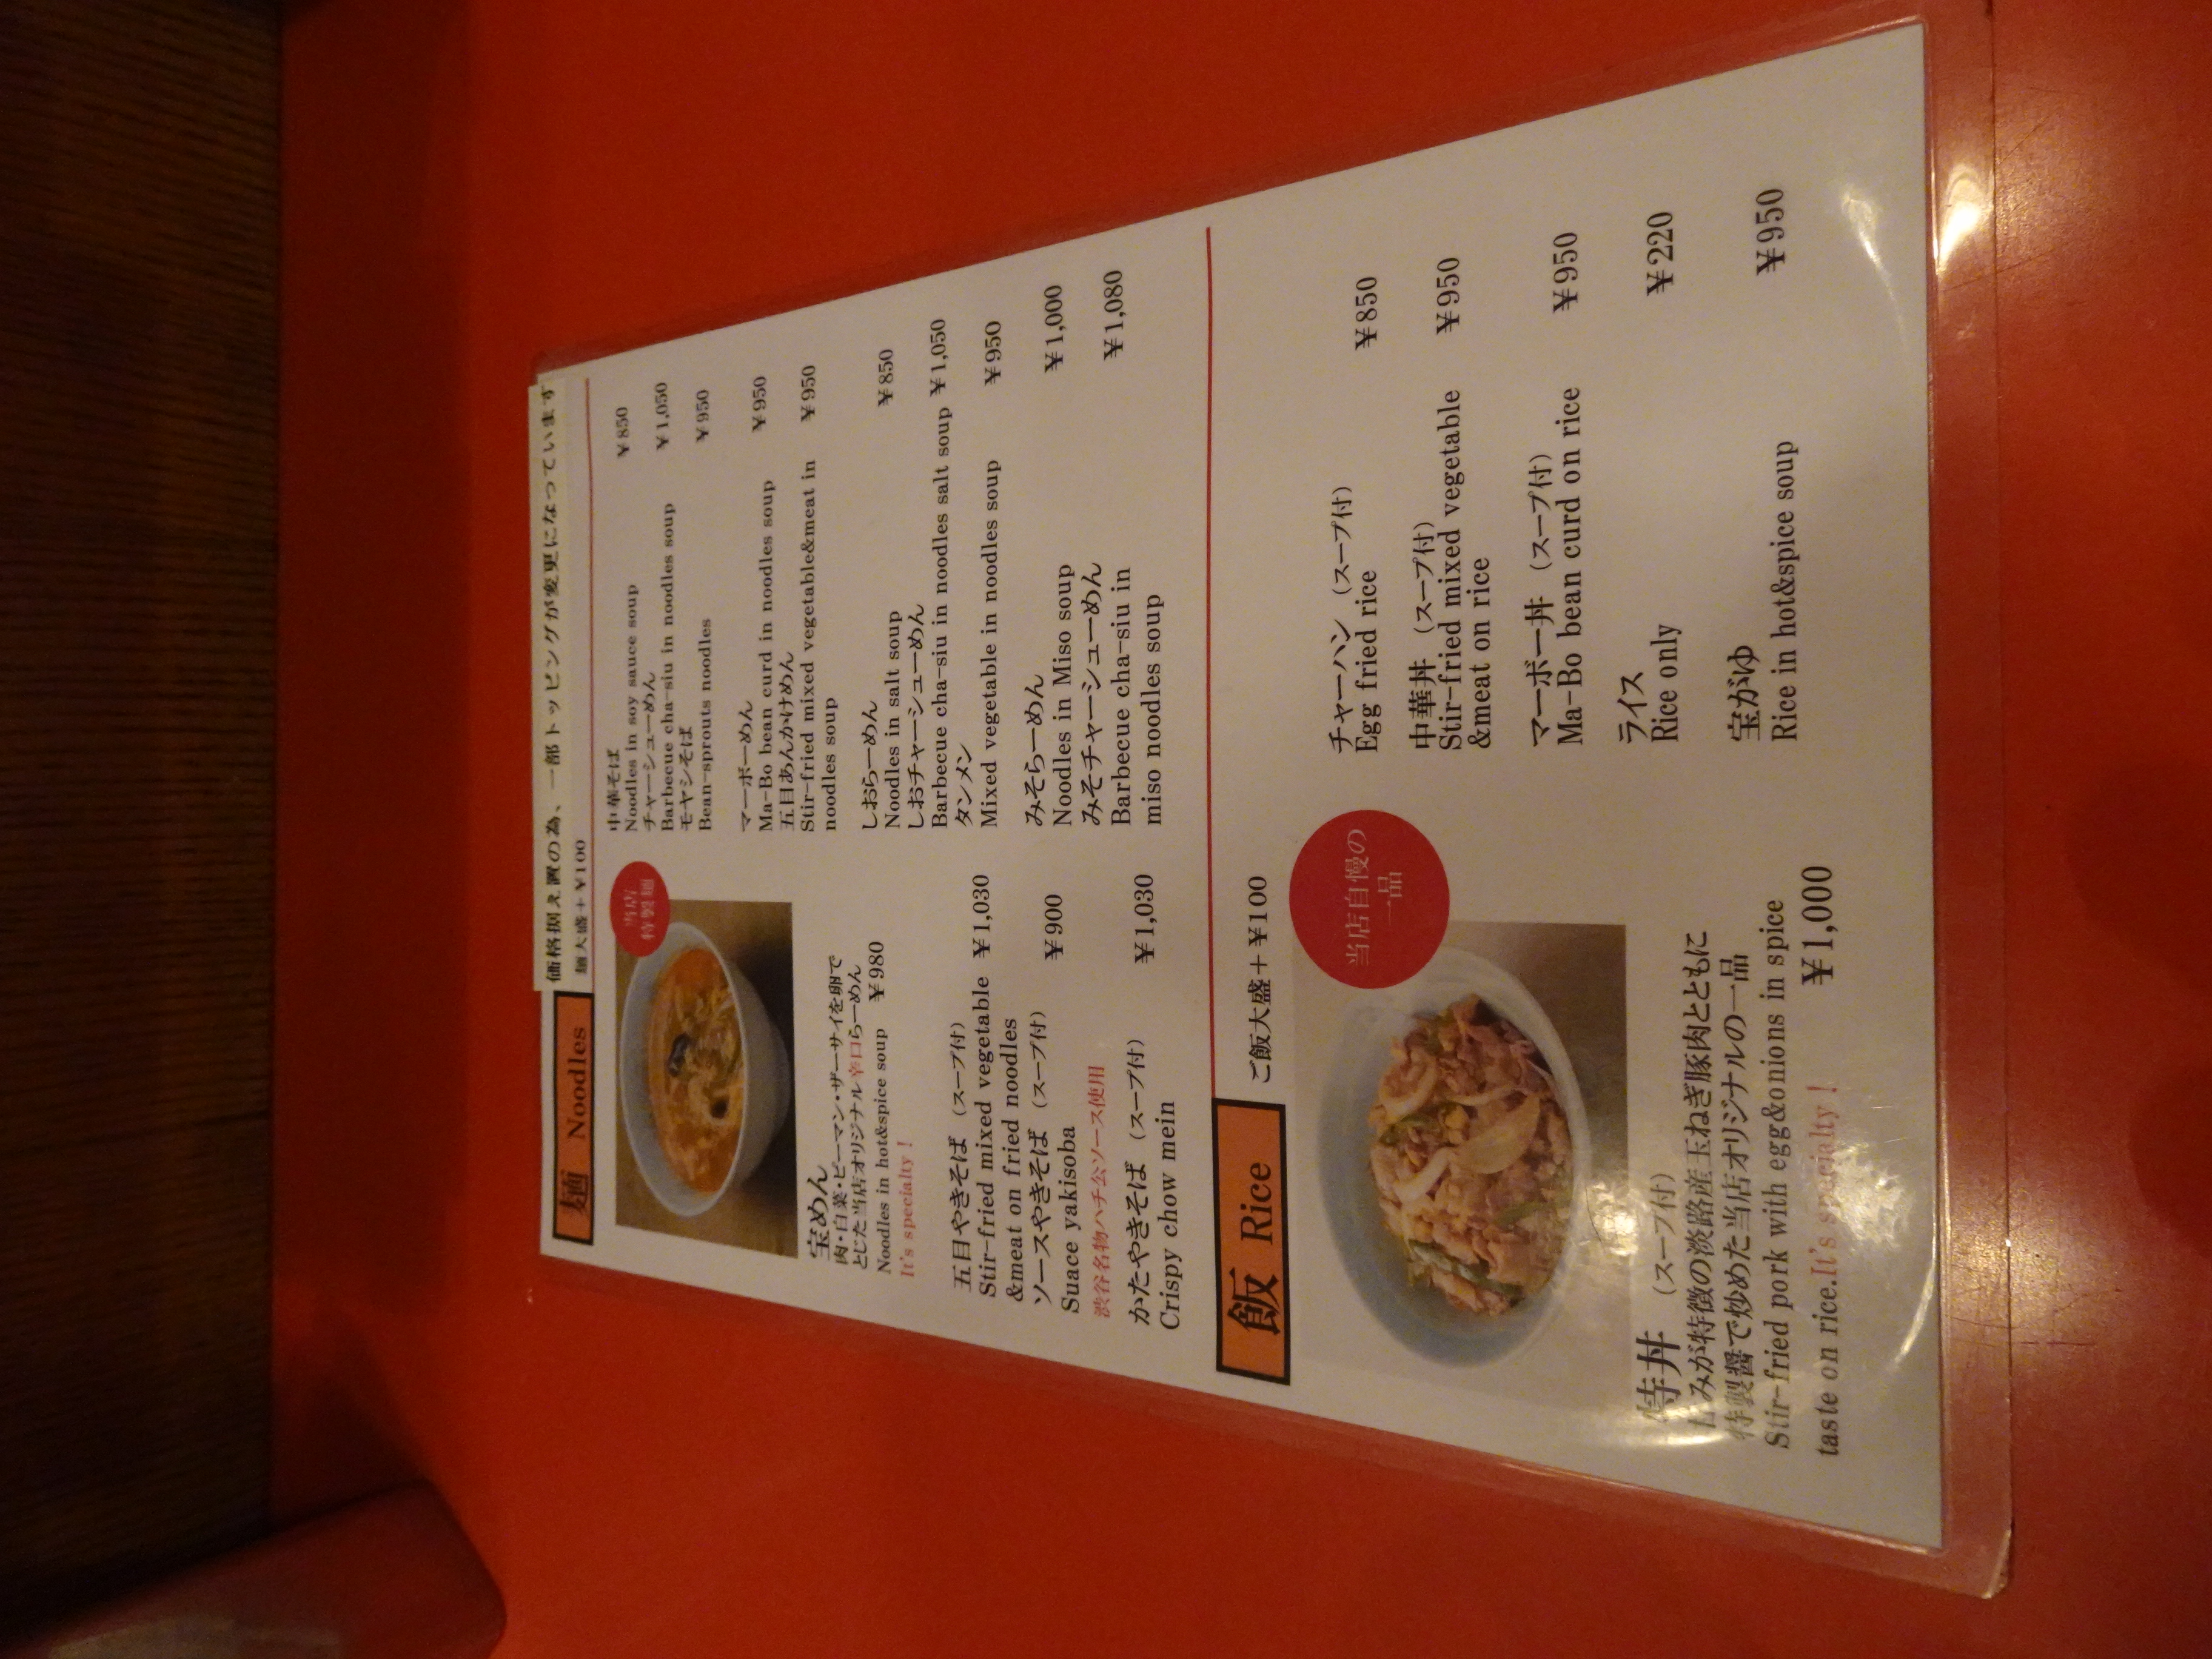 麺 Noodles
価格据え置の為、一部トッピングが変更になっています
麺大盛+¥100
当店
特製麺
宝めん
肉・白菜・ピーマン・ザーサイを卵で
とじた当店オリジナル辛口らーめん
Noodles in hot&spice soup ¥980
It's specialty !
五目やきそば (スープ付)
Stir-fried mixed vegetable ¥1,030
&meat on fried noodles
ソースやきそば (スープ付)
Suace yakisoba ¥900
渋谷名物ハチ公ソース使用
かたやきそば (スープ付)
Crispy chow mein ¥1,030
中華そば
Noodles in soy sauce soup ¥850
チャーシューめん
Barbecue cha-siu in noodles soup ¥1,050
モヤシそば
Bean-sprouts noodles ¥950
マーボーめん
Ma-Bo bean curd in noodles soup ¥950
五目あんかけめん
Stir-fried mixed vegetable&meat in ¥950
noodles soup
しおらーめん
Noodles in salt soup ¥850
しおチャーシューめん
Barbecue cha-siu in noodles salt soup ¥1,050
タンメン
Mixed vegetable in noodles soup ¥950
みそらーめん
Noodles in Miso soup ¥1,000
みそチャーシューめん
Barbecue cha-siu in ¥1,080
miso noodles soup
飯 Rice
ご飯大盛+¥100
当店自慢の
一品
特丼 (スープ付)
甘みが特徴の淡路産玉ねぎ豚肉とともに
特製醤で炒めた当店オリジナルの一品
Stir-fried pork with egg&onions in spice
taste on rice.It's specialty ! ¥1,000
チャーハン (スープ付)
Egg fried rice ¥850
中華丼 (スープ付)
Stir-fried mixed vegetable ¥950
&meat on rice
マーボー丼 (スープ付)
Ma-Bo bean curd on rice ¥950
ライス
Rice only ¥220
宝がゆ
Rice in hot&spice soup ¥950